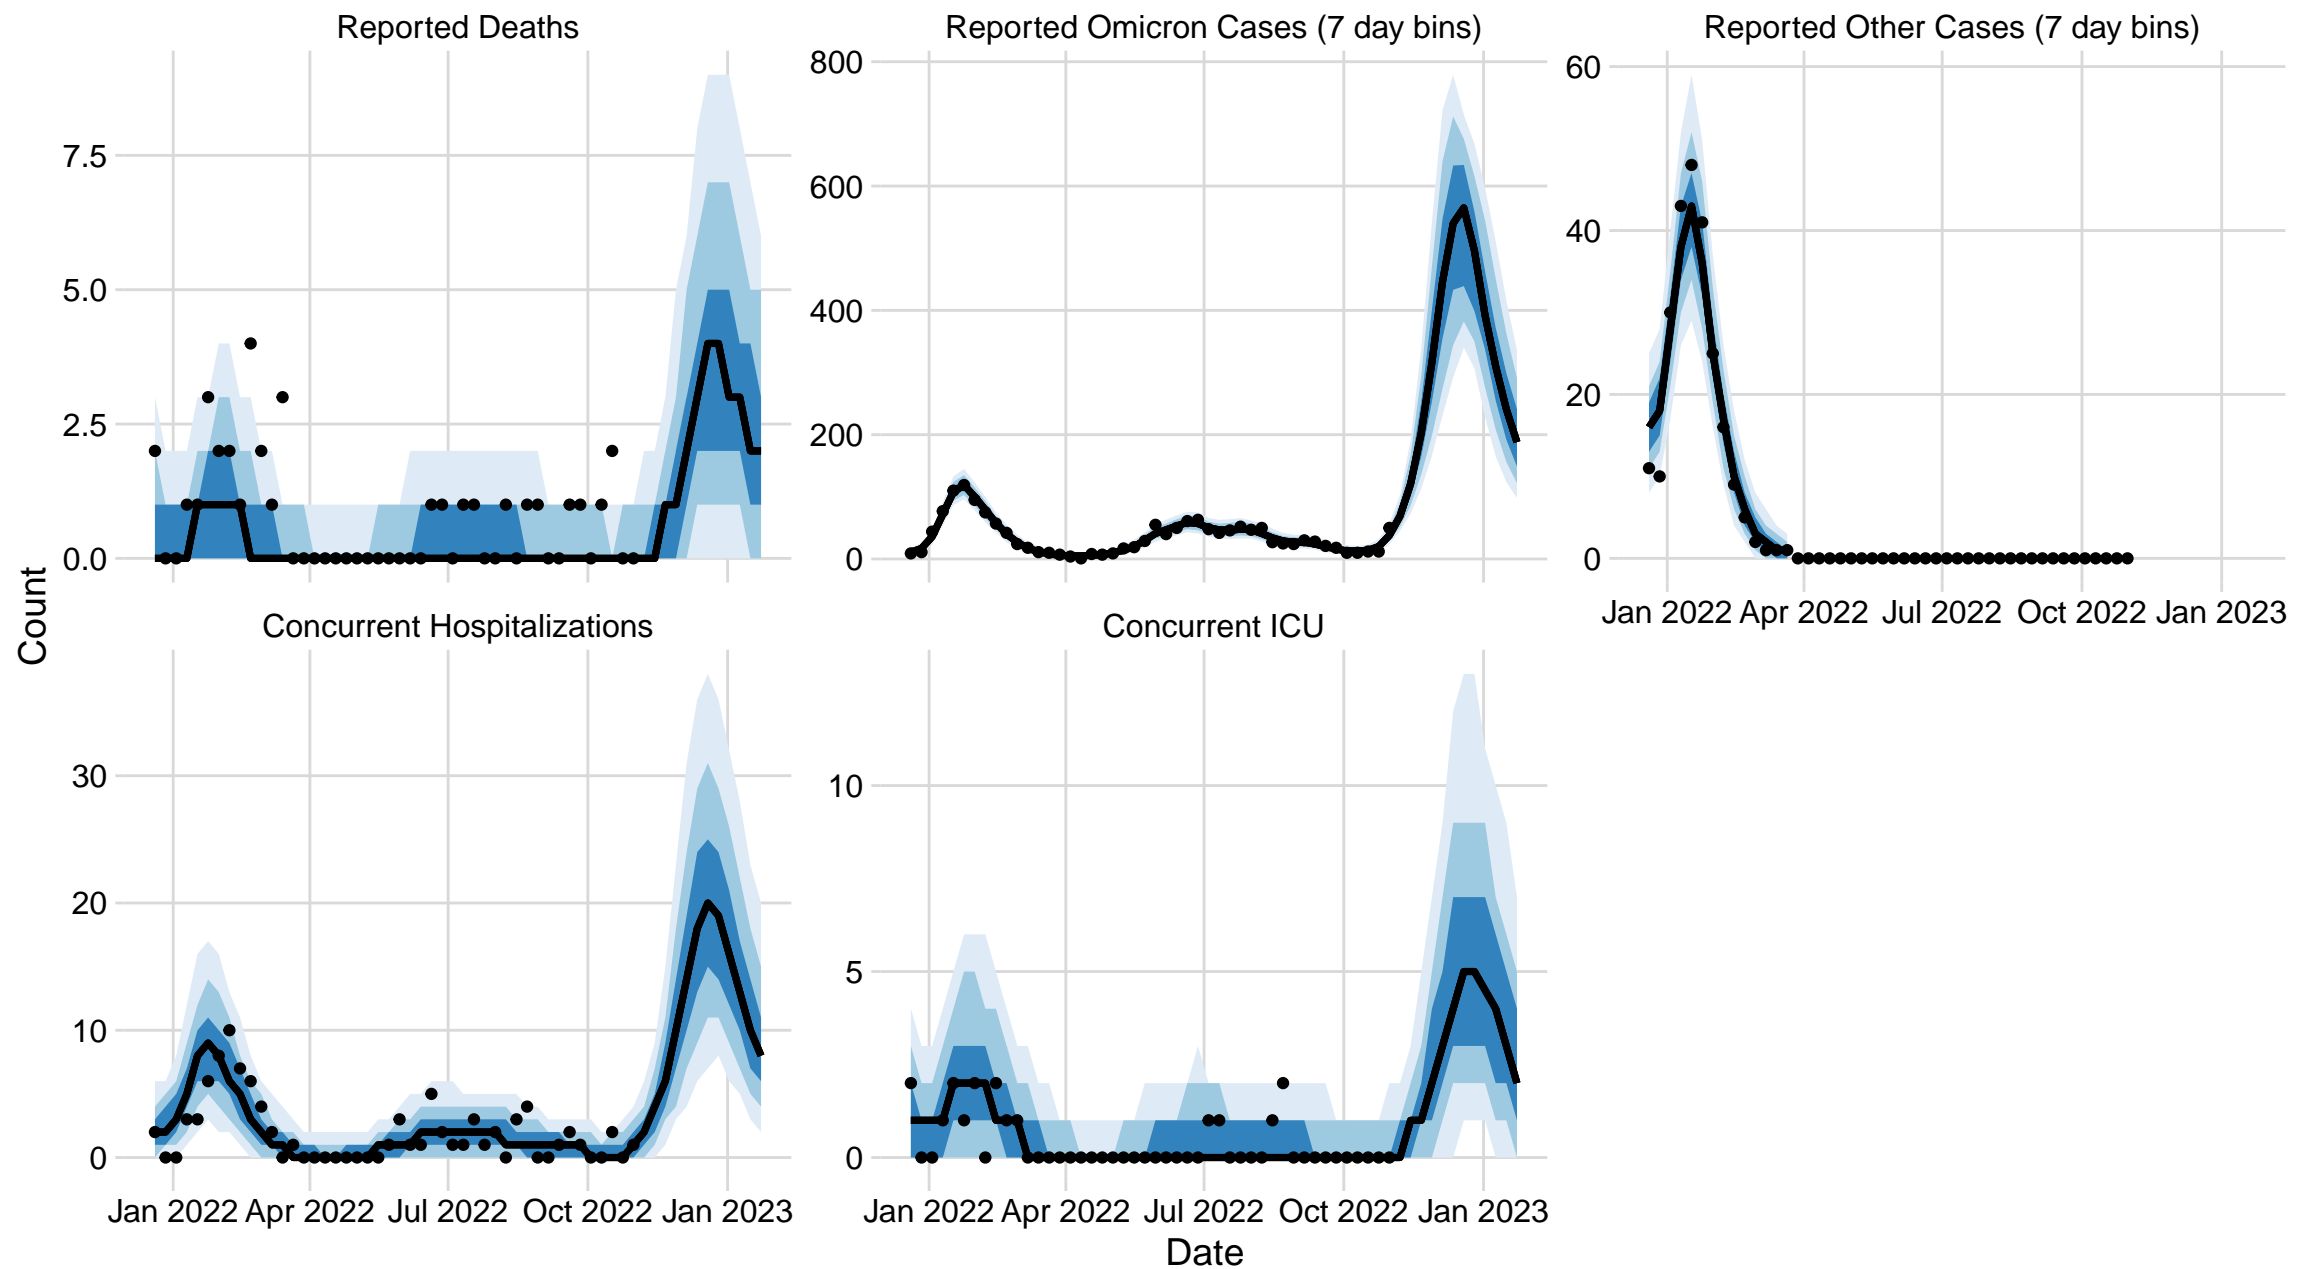 Reported Deaths
Reported Omicron Cases (7 day bins)
Reported Other Cases (7 day bins)
7.5
5.0
2.5
0.0
800
600
400
200
0
60
40
20
0
Jan 2022 Apr 2022 Jul 2022 Oct 2022 Jan 2023
Count
Concurrent Hospitalizations
Concurrent ICU
30
20
10
0
10
5
0
Jan 2022 Apr 2022 Jul 2022 Oct 2022 Jan 2023
Jan 2022 Apr 2022 Jul 2022 Oct 2022 Jan 2023
Date